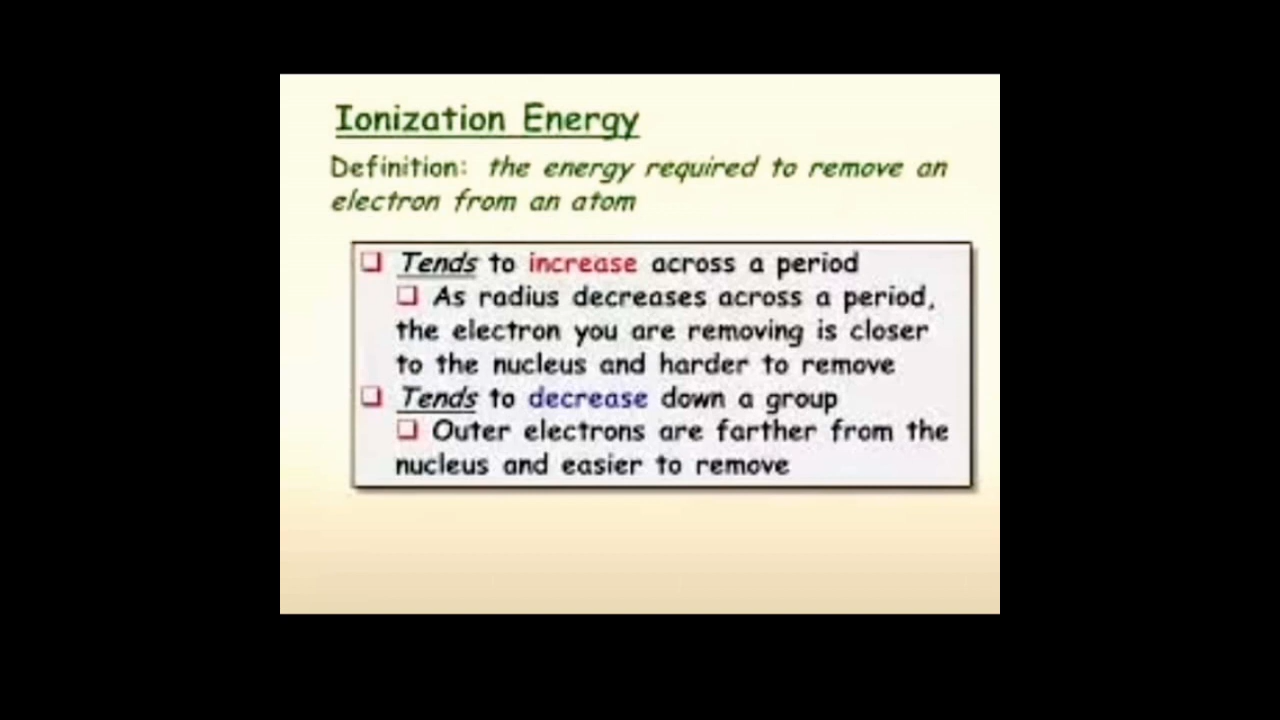 Ionization Energy
Definition: the energy required to remove an
electron from an atom
❑ Tends to increase across a period
❑ As radius decreases across a period,
the electron you are removing is closer
to the nucleus and harder to remove
❑ Tends to decrease down a group
❑ Outer electrons are farther from the
nucleus and easier to remove